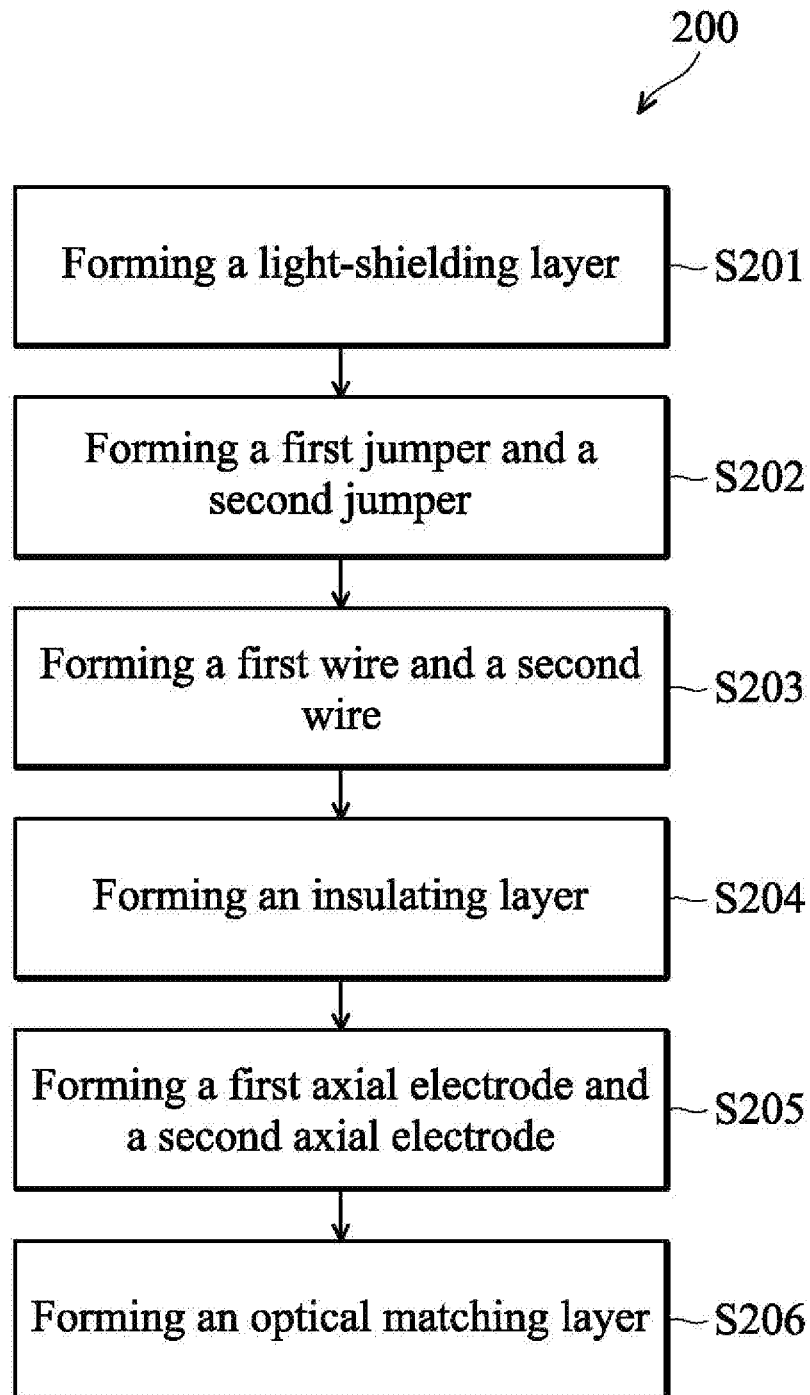 200
Forming a light-shielding layer
S201
Forming a first jumper and a
second jumper
S202
Forming a first wire and a second
wire
S203
Forming an insulating layer
S204
Forming a first axial electrode and
a second axial electrode
S205
Forming an optical matching layer
S206